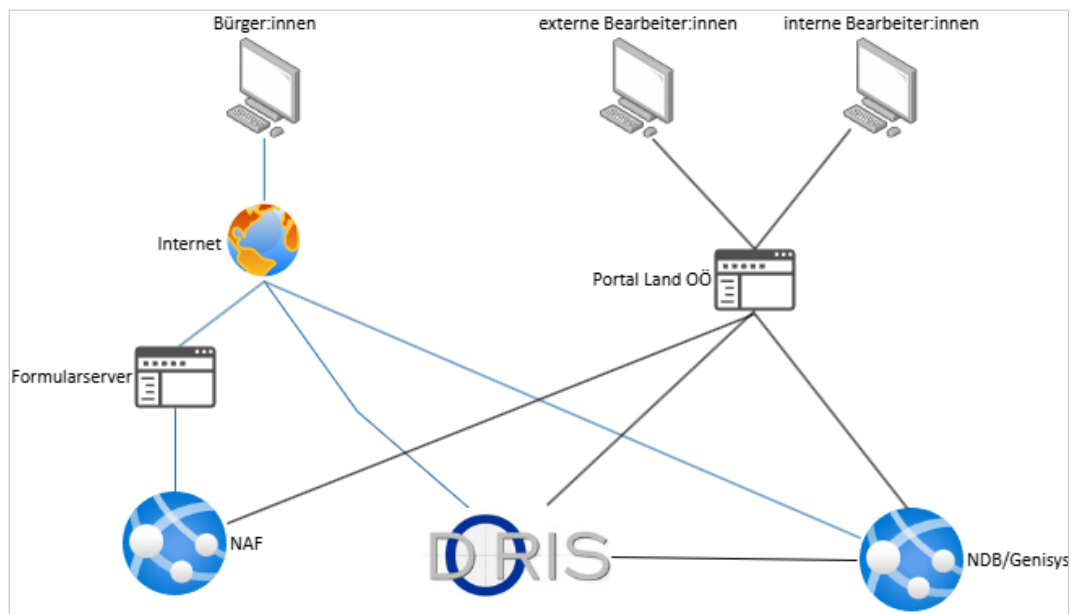 Bürger:innen
externe Bearbeiter:innen
interne Bearbeiter:innen
Internet
Portal Land OÖ
Formularserver
NAF
DORIS
NDB/Genisys